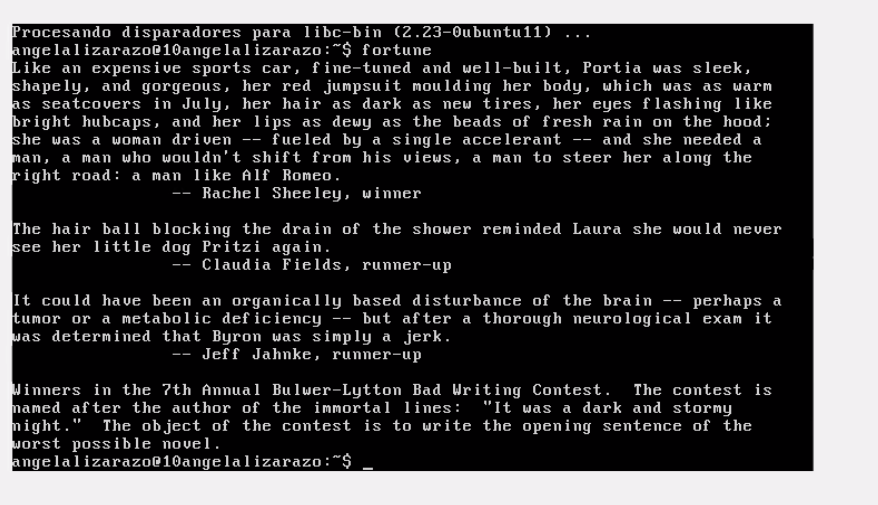 Procesando disparadores para libc-bin (2.23-0ubuntu11) ...
angelalizarazo@10angelalizarazo:~$ fortune
Like an expensive sports car, fine-tuned and well-built, Portia was sleek,
shapely, and gorgeous, her red jumpsuit moulding her body, which was as warm
as seatcovers in July, her hair as dark as new tires, her eyes flashing like
bright hubcaps, and her lips as dewy as the beads of fresh rain on the hood;
she was a woman driven -- fueled by a single accelerant -- and she needed a
man, a man who wouldn't shift from his views, a man to steer her along the
right road: a man like Alf Romeo.
-- Rachel Sheeley, winner
The hair ball blocking the drain of the shower reminded Laura she would never
see her little dog Pritzi again.
-- Claudia Fields, runner-up
It could have been an organically based disturbance of the brain -- perhaps a
tumor or a metabolic deficiency -- but after a thorough neurological exam it
was determined that Byron was simply a jerk.
-- Jeff Jahnke, runner-up
Winners in the 7th Annual Bulwer-Lytton Bad Writing Contest.  The contest is
named after the author of the immortal lines:  "It was a dark and stormy
night."  The object of the contest is to write the opening sentence of the
worst possible novel.
angelalizarazo@10angelalizarazo:~$ _